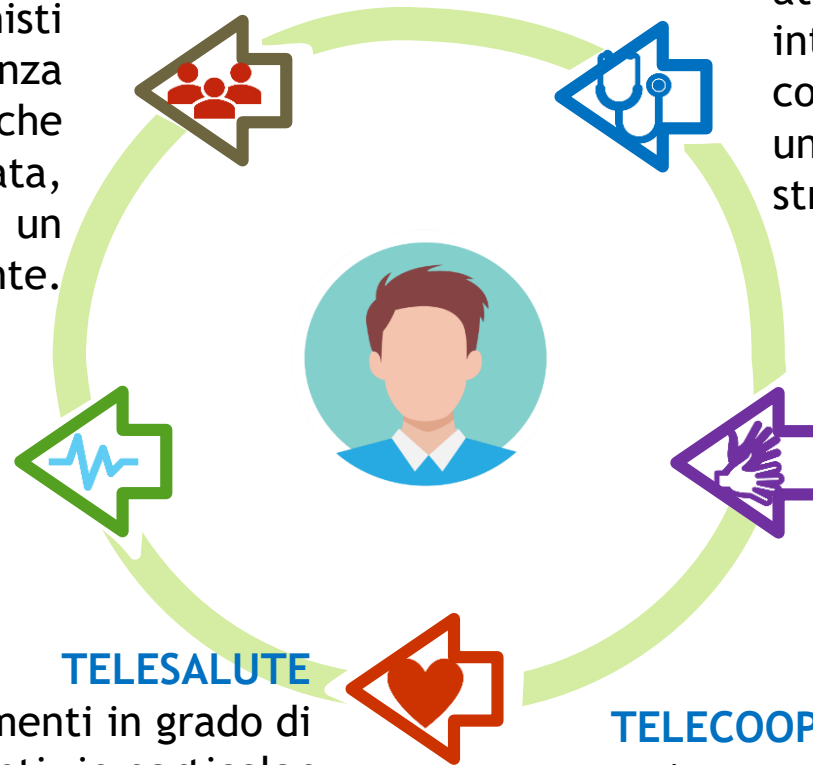 nisti
nza
che
ata,
un
nte.
int
co
un
str
TELESALUTE
menti in grado di
TELECOOP